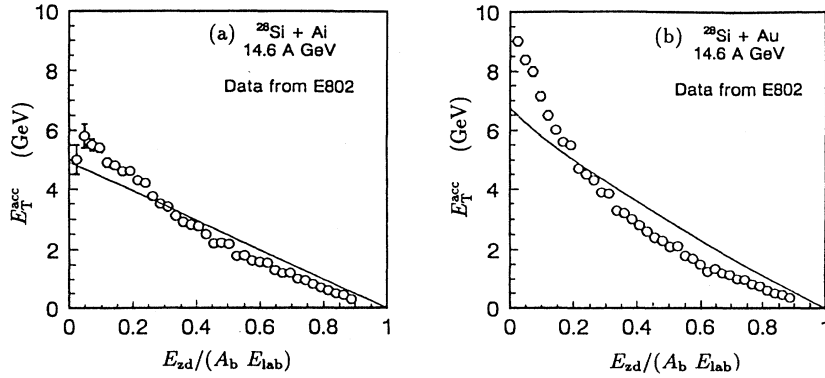 10
8
6
4
2
0
E_T^acc (GeV)
(a)
²⁸Si + Ai
14.6 A GeV
Data from E802
0 0.2 0.4 0.6 0.8 1
E_zd/(A_b E_lab)
10
8
6
4
2
0
E_T^acc (GeV)
(b)
²⁸Si + Au
14.6 A GeV
Data from E802
0 0.2 0.4 0.6 0.8 1
E_zd/(A_b E_lab)